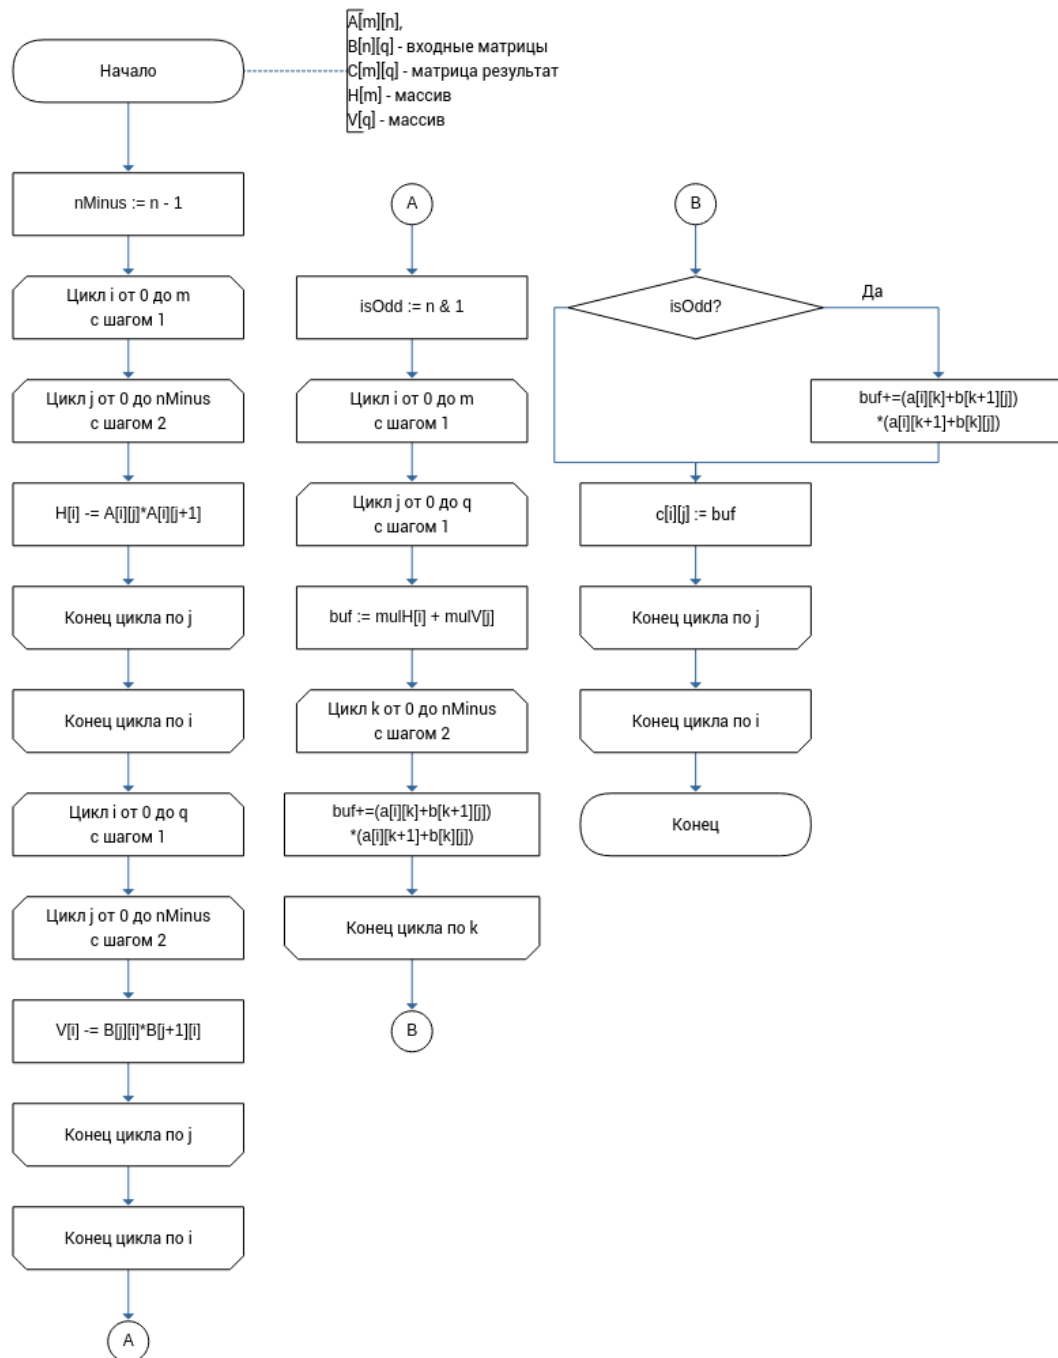 Начало
A[m][n],
B[n][q] - входные матрицы
C[m][q] - матрица результат
H[m] - массив
V[q] - массив
nMinus := n - 1
Цикл i от 0 до m
с шагом 1
Цикл j от 0 до nMinus
с шагом 2
H[i] -= A[i][j]*A[i][j+1]
Конец цикла по j
Конец цикла по i
Цикл i от 0 до q
с шагом 1
Цикл j от 0 до nMinus
с шагом 2
V[i] -= B[j][i]*B[j+1][i]
Конец цикла по j
Конец цикла по i
A
A
isOdd := n & 1
Цикл i от 0 до m
с шагом 1
Цикл j от 0 до q
с шагом 1
buf := mulH[i] + mulV[j]
Цикл k от 0 до nMinus
с шагом 2
buf+=(a[i][k]+b[k+1][j])
*(a[i][k+1]+b[k][j])
Конец цикла по k
B
B
isOdd?
Да
buf+=(a[i][k]+b[k+1][j])
*(a[i][k+1]+b[k][j])
c[i][j] := buf
Конец цикла по j
Конец цикла по i
Конец